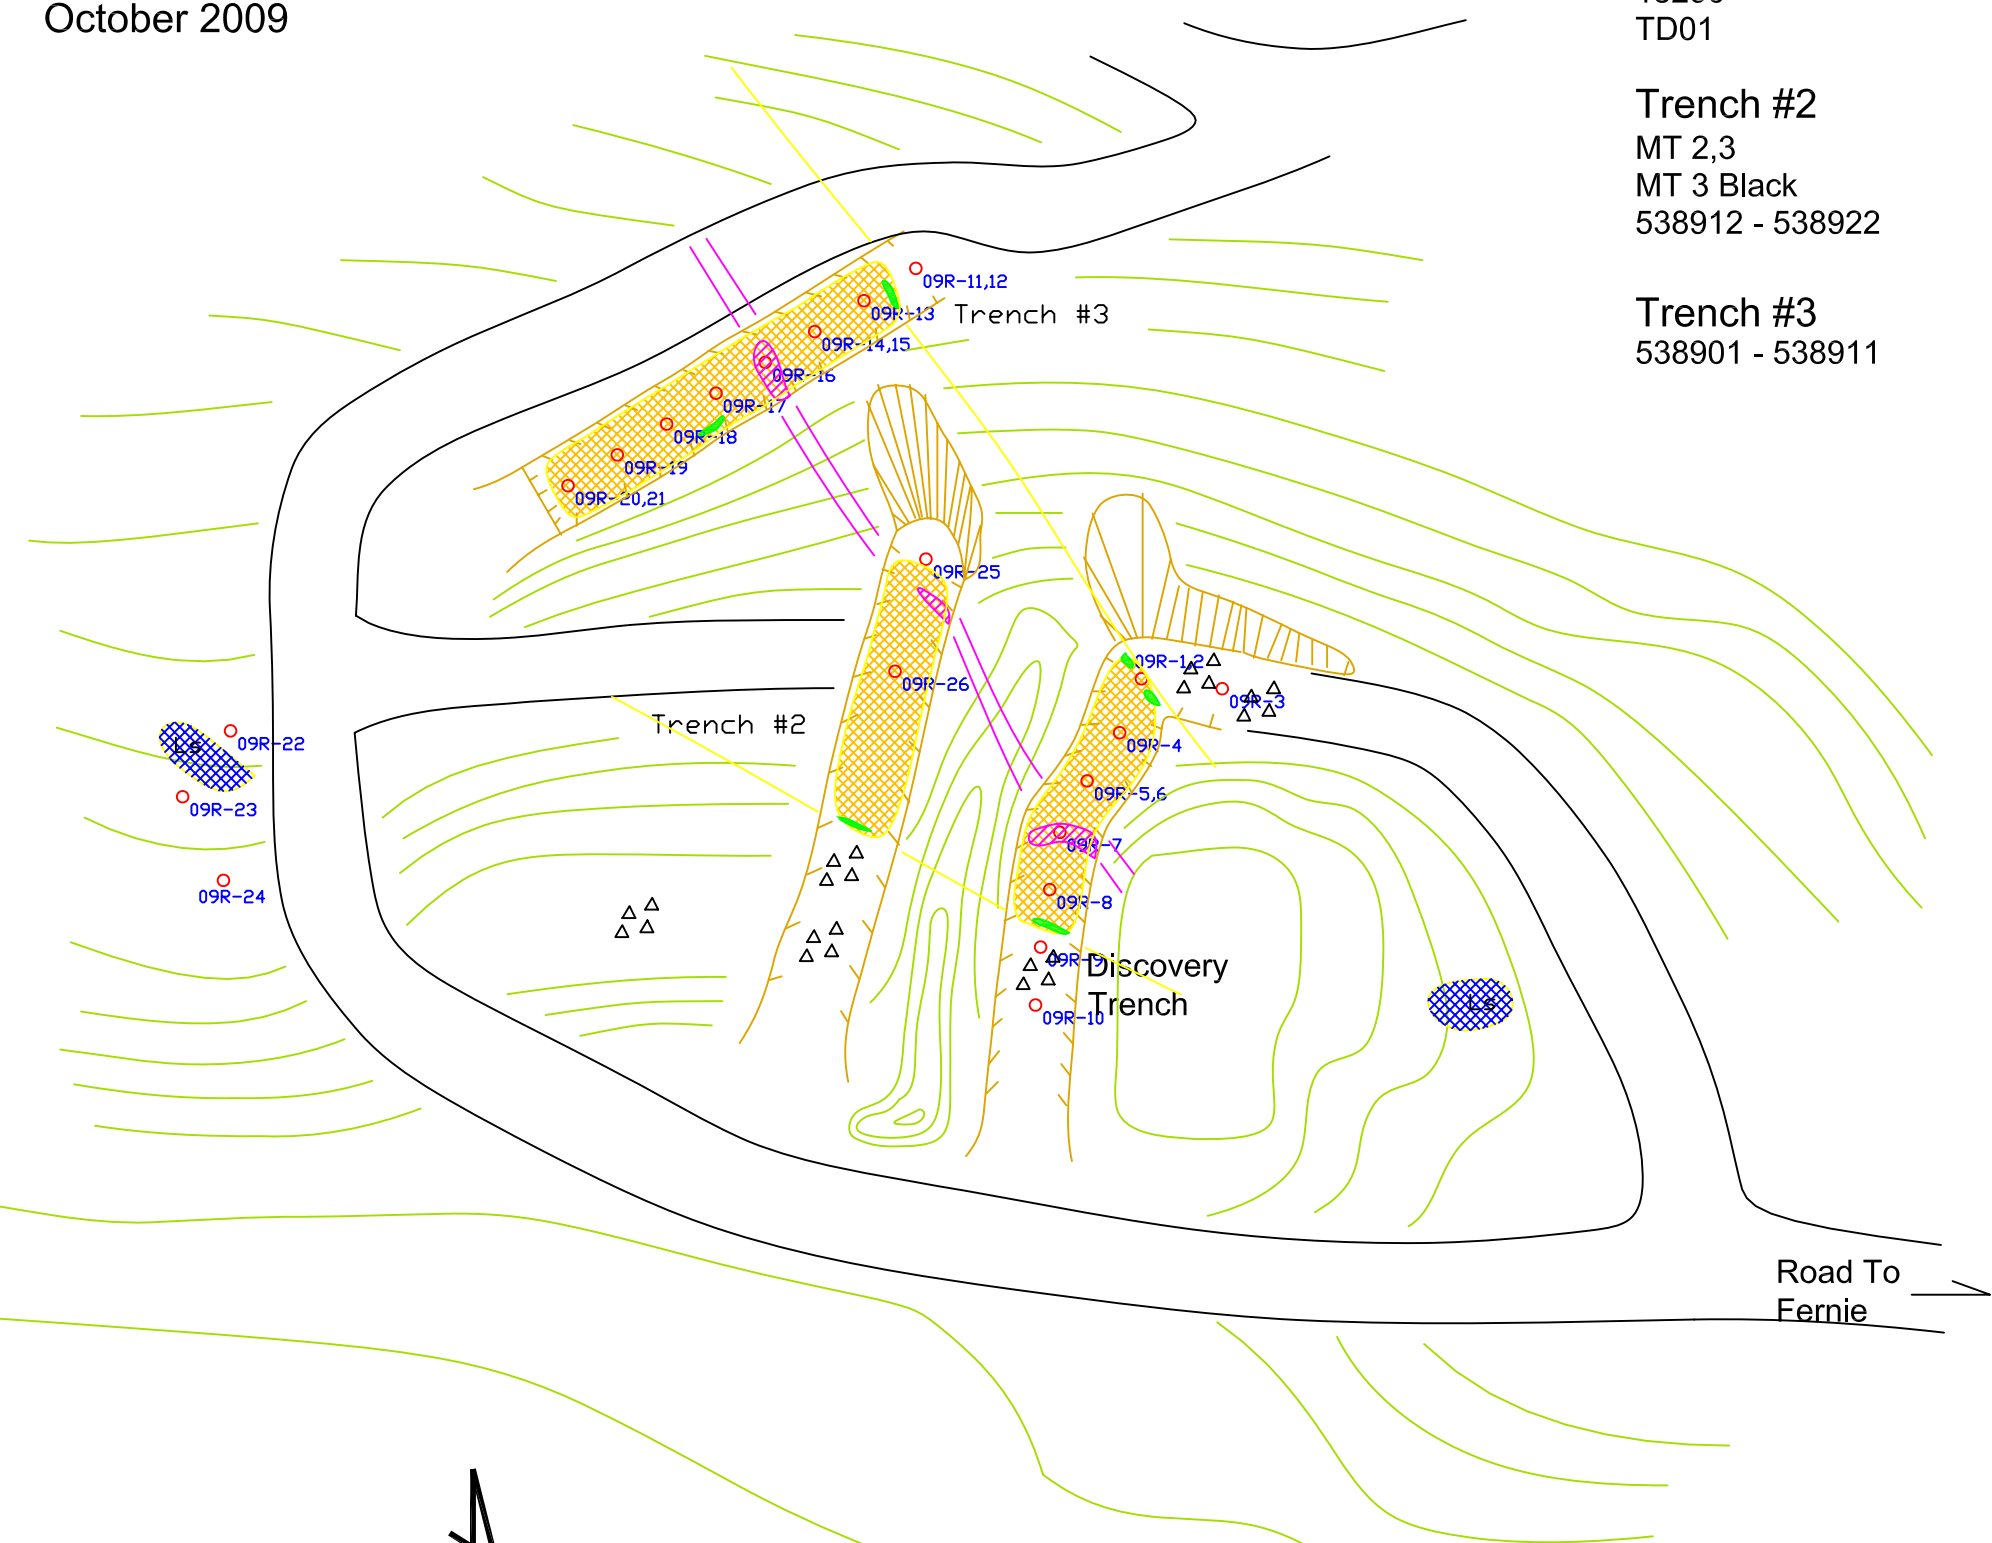 October 2009
TD01
Trench #2
MT 2,3
MT 3 Black
538912 - 538922
Trench #3
538901 - 538911
09R-11,12
09R-13
Trench #3
09R-14,15
09R-16
09R-17
09R-18
09R-19
09R-20,21
09R-25
09R-1,2
09R-26
09R-3
Trench #2
09R-4
Ls
09R-22
09R-23
09R-5,6
09R-7
09R-24
09R-8
09R-9
Discovery
Trench
09R-10
Ls
Road To
Fernie